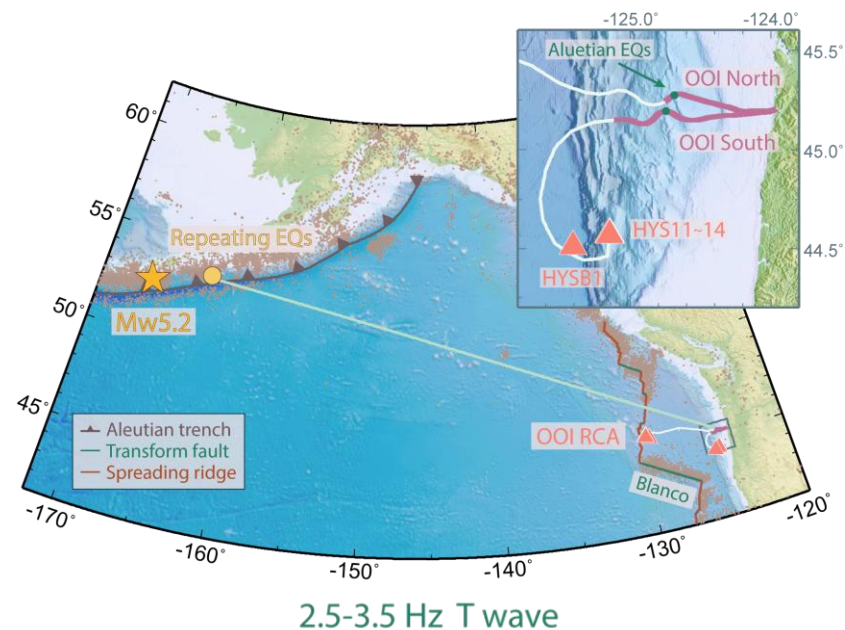 -125.0°
-124.0°
Aluetian EQs
OOI North
OOI South
HYS11~14
HYSB1
45.5°
45.0°
44.5°
60°
55°
50°
45°
Repeating EQs
Mw5.2
OOI RCA
Blanco
Aleutian trench
Transform fault
Spreading ridge
-170°
-160°
-150°
-140°
-130°
-120°
2.5-3.5 Hz T wave